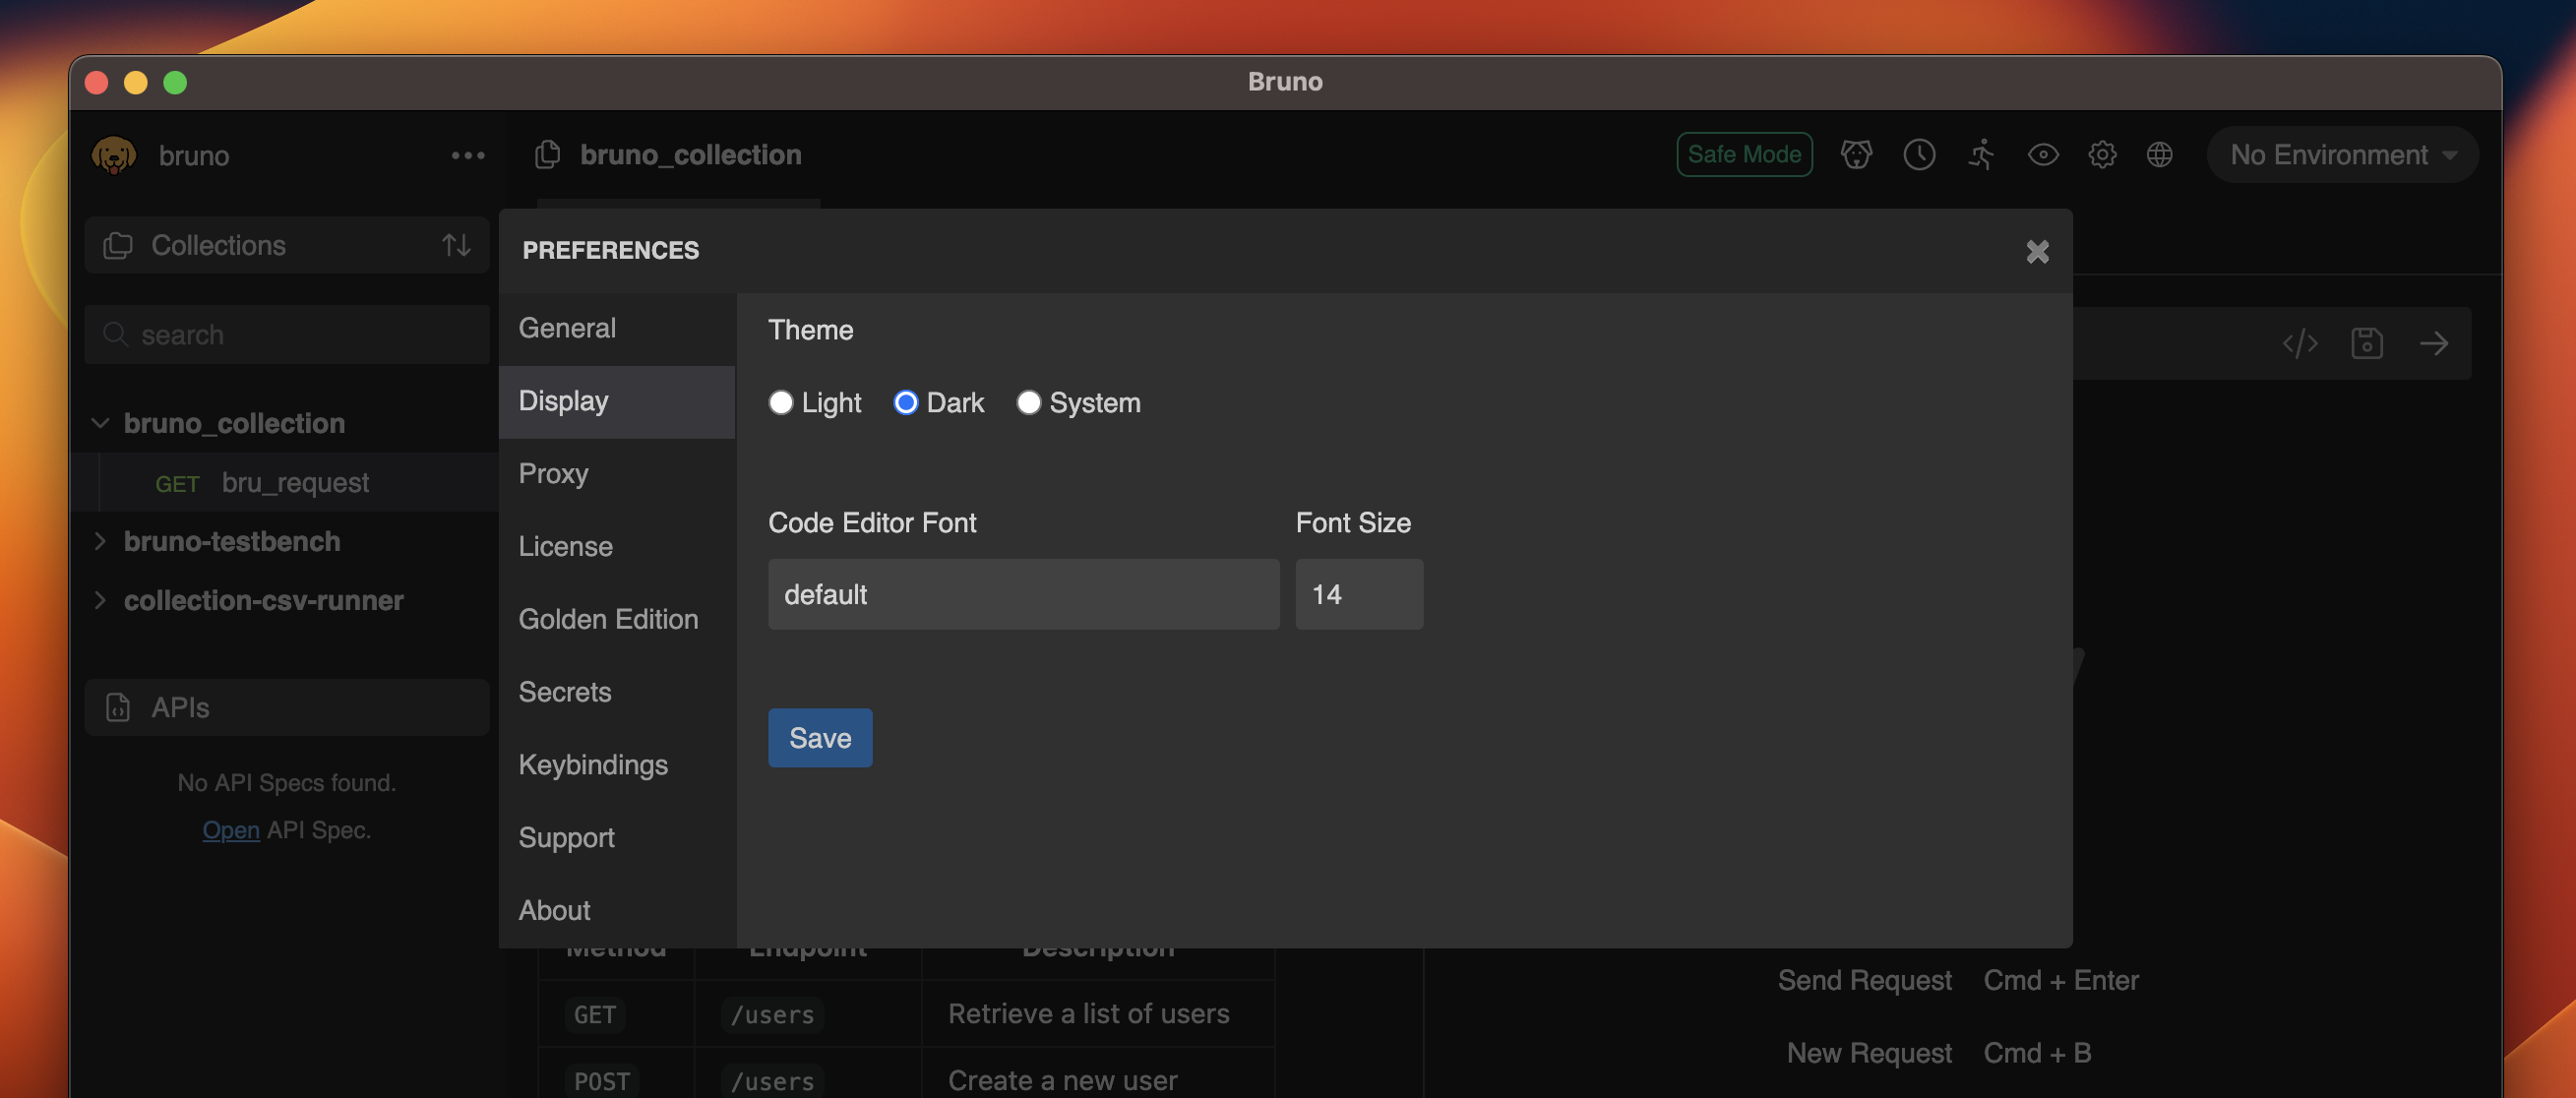 Bruno
bruno
bruno_collection
Safe Mode
No Environment
Collections
search
bruno_collection
GET bru_request
bruno-testbench
collection-csv-runner
APIs
No API Specs found.
Open API Spec.
PREFERENCES
General
Display
Proxy
License
Golden Edition
Secrets
Keybindings
Support
About
Theme
Light Dark System
Code Editor Font Font Size
default 14
Save
Method Endpoint Description
GET /users Retrieve a list of users
POST /users Create a new user
Send Request Cmd + Enter
New Request Cmd + B